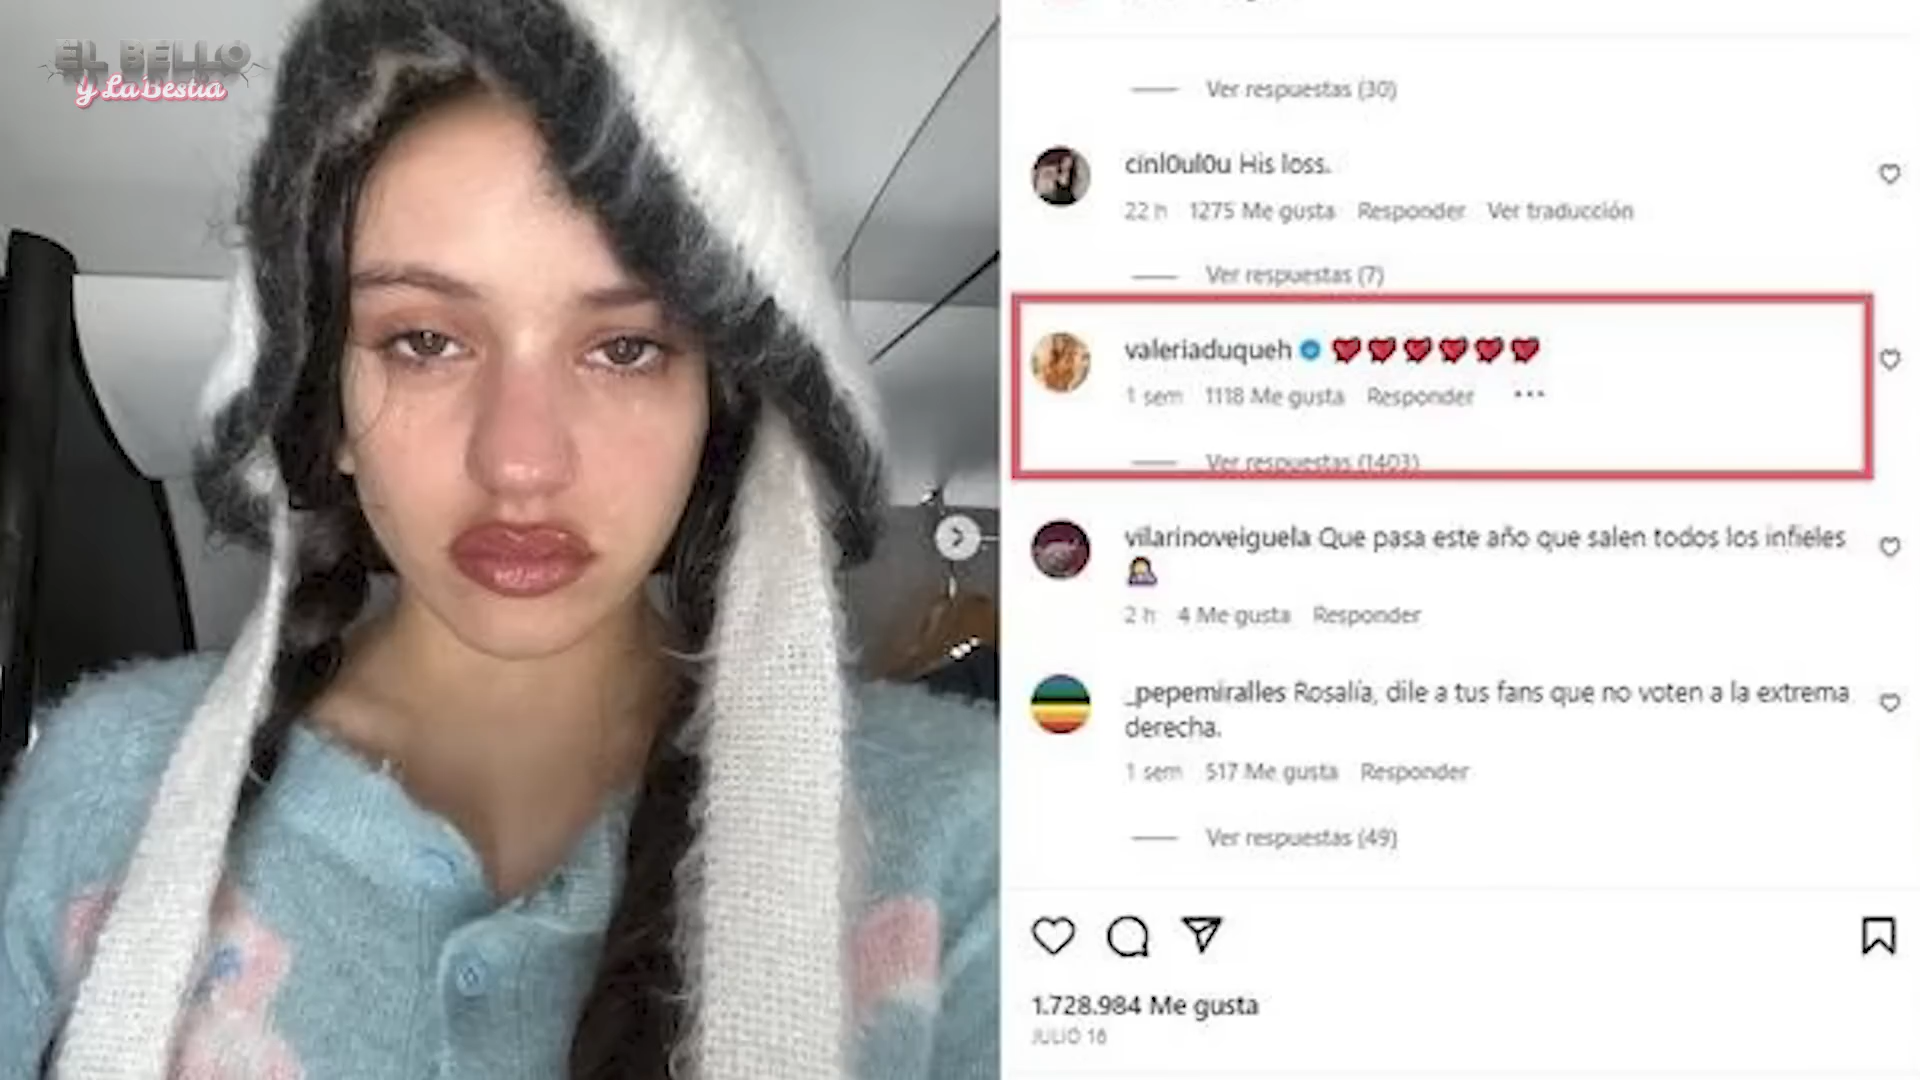 EL BELLO
y La Bestia
Ver respuestas (30)
cinl0ul0u His loss.
22 h 1275 Me gusta Responder Ver traducción
Ver respuestas (7)
valeriaduqueh ❤❤❤❤❤❤
1 sem 1118 Me gusta Responder ...
Ver respuestas (1403)
vilarinoveiguela Que pasa este año que salen todos los infieles
🤦
2 h 4 Me gusta Responder
_pepemiralles Rosalía, dile a tus fans que no voten a la extrema
derecha.
1 sem 517 Me gusta Responder
Ver respuestas (49)
1.728.984 Me gusta
JULIO 16